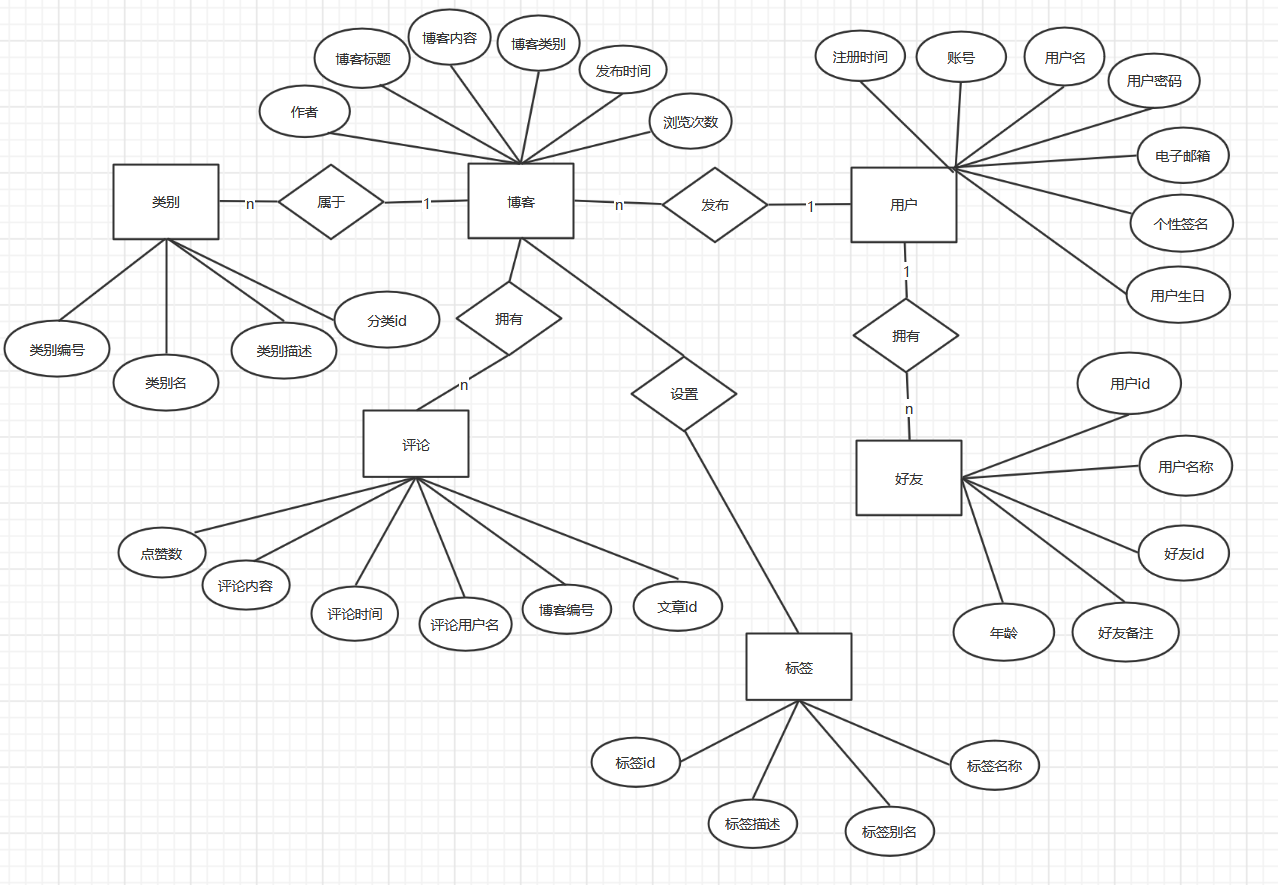 博客内容
博客类别
博客标题
发布时间
作者
浏览次数
注册时间
账号
用户名
用户密码
电子邮箱
个性签名
用户生日
类别
n
属于
1
博客
n
发布
1
用户
1
拥有
n
类别编号
类别名
类别描述
分类id
拥有
n
设置
评论
好友
用户id
用户名称
好友id
好友备注
年龄
点赞数
评论内容
评论时间
评论用户名
博客编号
文章id
标签
标签id
标签描述
标签别名
标签名称